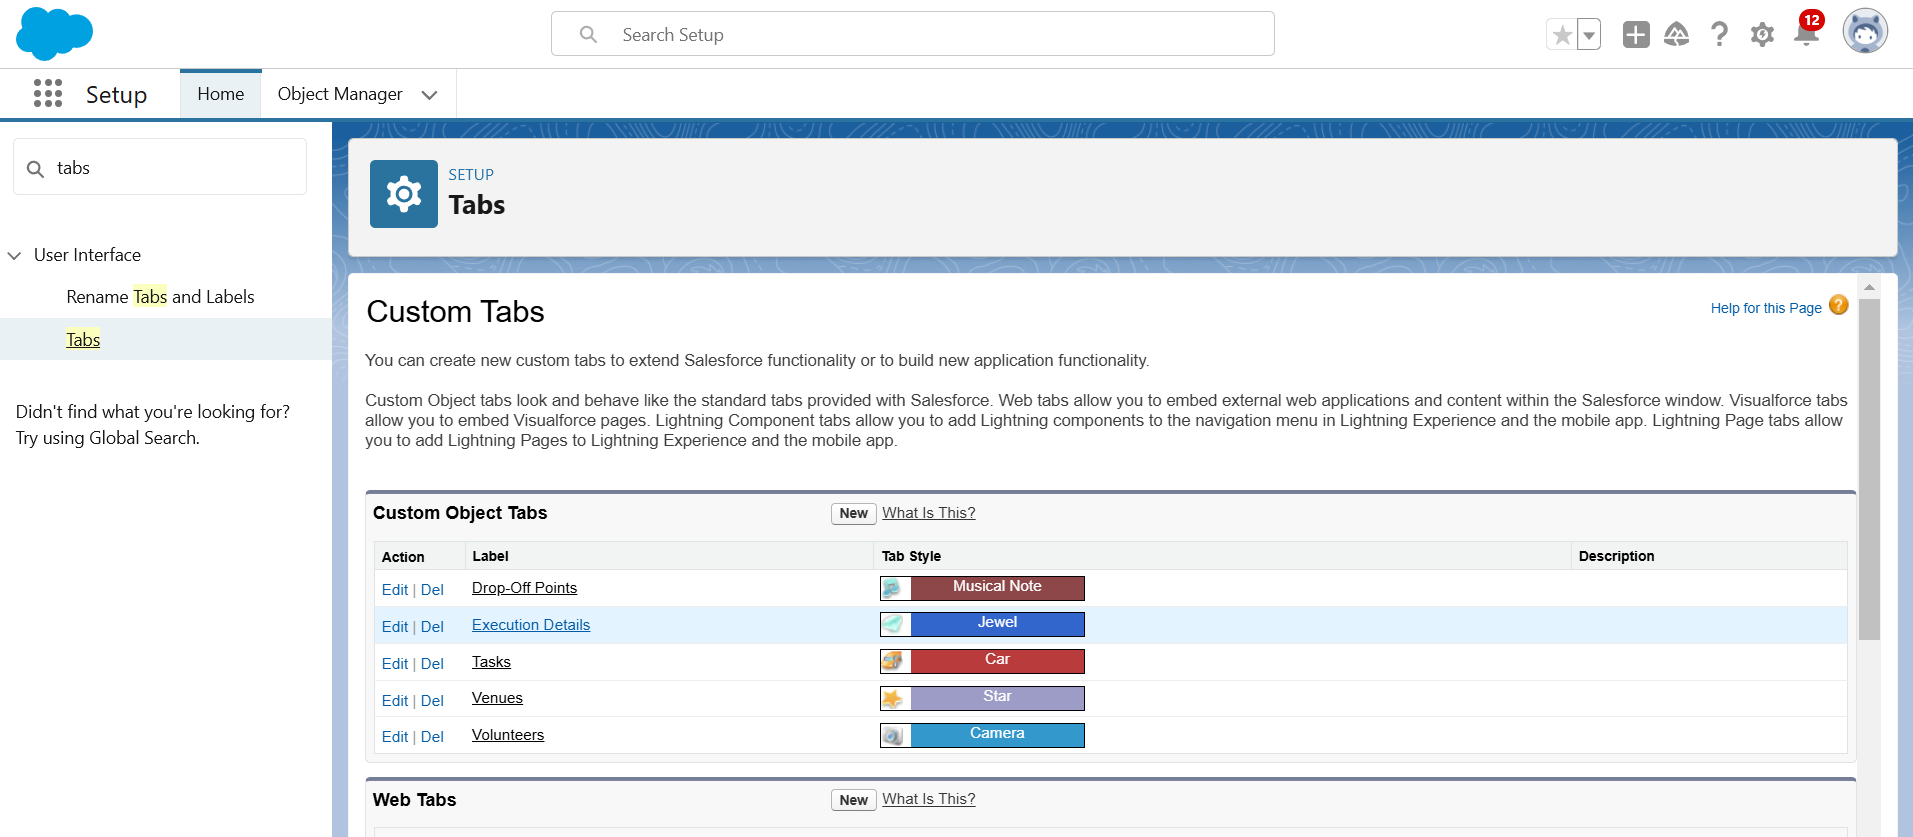 Search Setup
12
Setup
Home
Object Manager
tabs
User Interface
Rename Tabs and Labels
Tabs
Didn't find what you're looking for?
Try using Global Search.
SETUP
Tabs
Custom Tabs
Help for this Page ?
You can create new custom tabs to extend Salesforce functionality or to build new application functionality.
Custom Object tabs look and behave like the standard tabs provided with Salesforce. Web tabs allow you to embed external web applications and content within the Salesforce window. Visualforce tabs
allow you to embed Visualforce pages. Lightning Component tabs allow you to add Lightning components to the navigation menu in Lightning Experience and the mobile app. Lightning Page tabs allow
you to add Lightning Pages to Lightning Experience and the mobile app.
Custom Object Tabs New What Is This?
Action Label Tab Style Description
Edit | Del Drop-Off Points Musical Note
Edit | Del Execution Details Jewel
Edit | Del Tasks Car
Edit | Del Venues Star
Edit | Del Volunteers Camera
Web Tabs New What Is This?